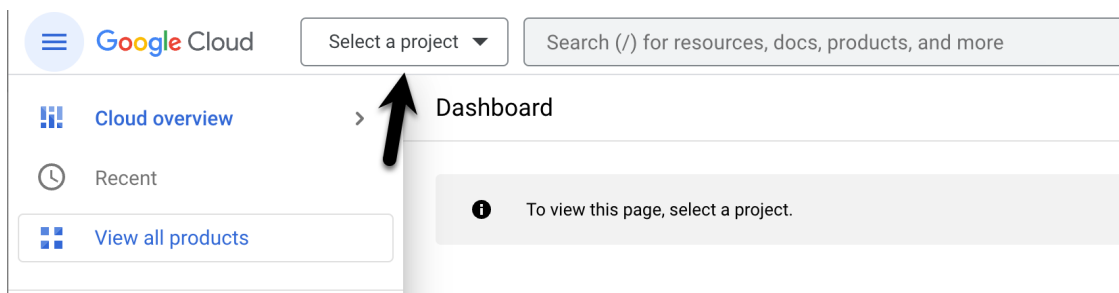 Google Cloud
Select a project
Search (/) for resources, docs, products, and more
Cloud overview
Dashboard
Recent
To view this page, select a project.
View all products